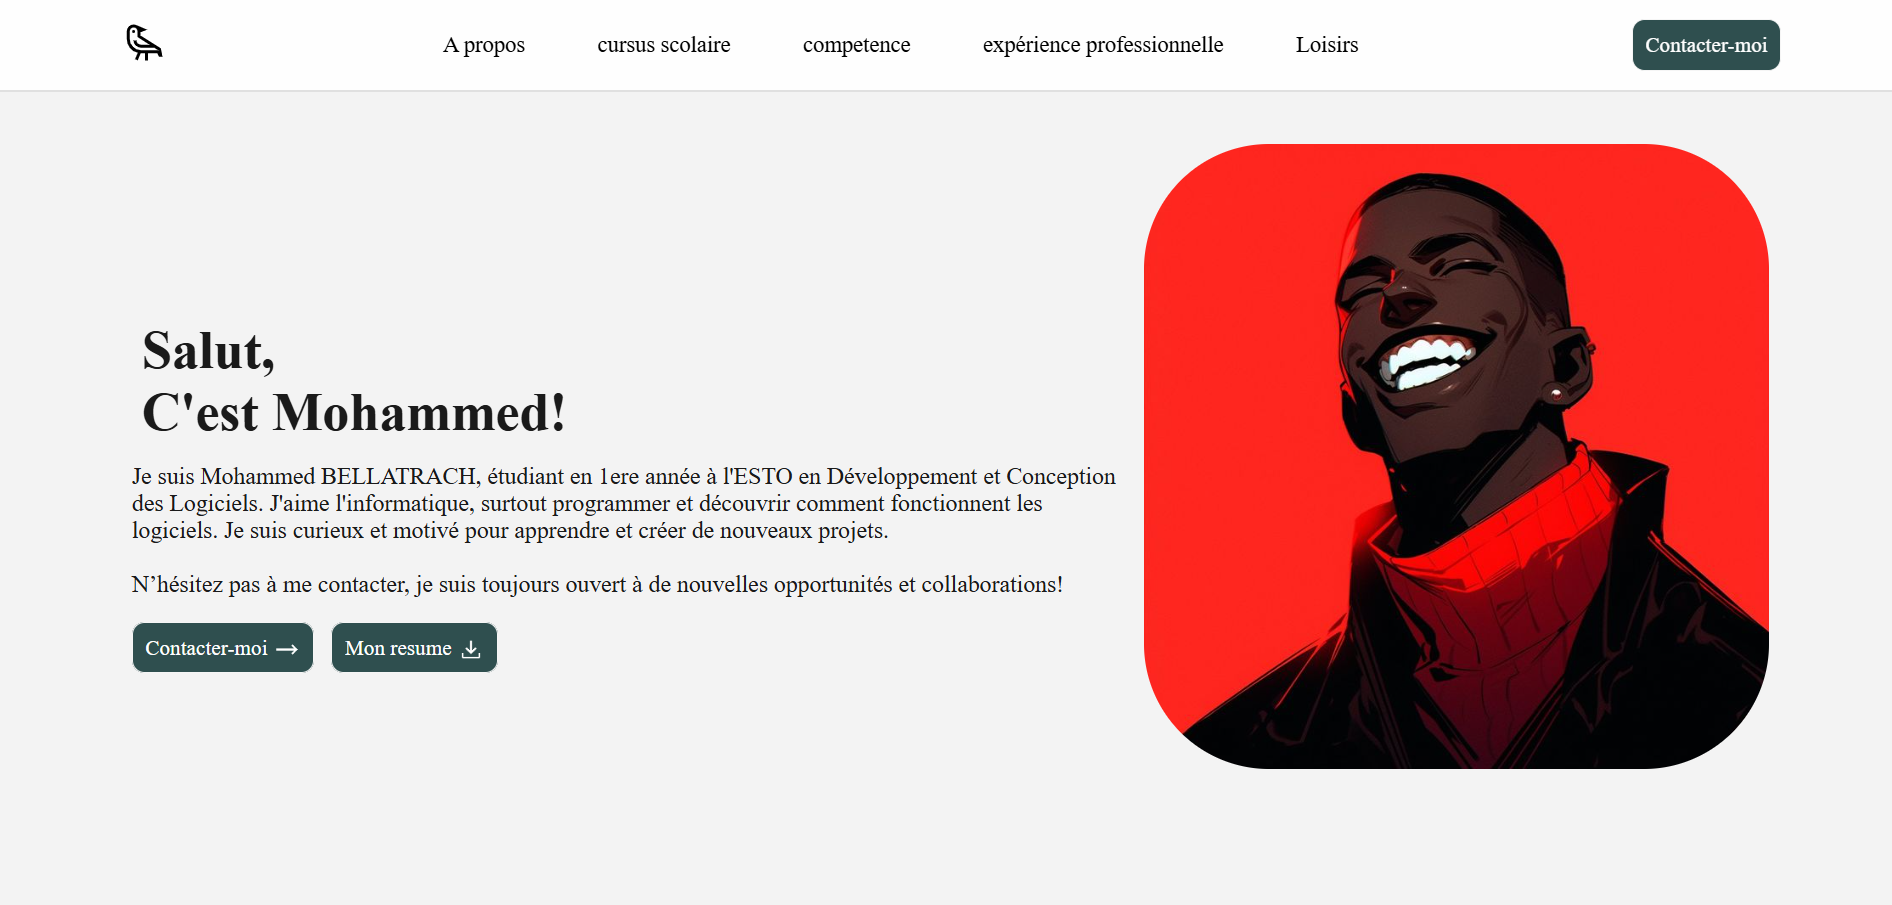 A propos
cursus scolaire
competence
expérience professionnelle
Loisirs
Contacter-moi
Salut,
C'est Mohammed!
Je suis Mohammed BELLATRACH, étudiant en 1ere année à l'ESTO en Développement et Conception
des Logiciels. J'aime l'informatique, surtout programmer et découvrir comment fonctionnent les
logiciels. Je suis curieux et motivé pour apprendre et créer de nouveaux projets.
N’hésitez pas à me contacter, je suis toujours ouvert à de nouvelles opportunités et collaborations!
Contacter-moi
Mon resume